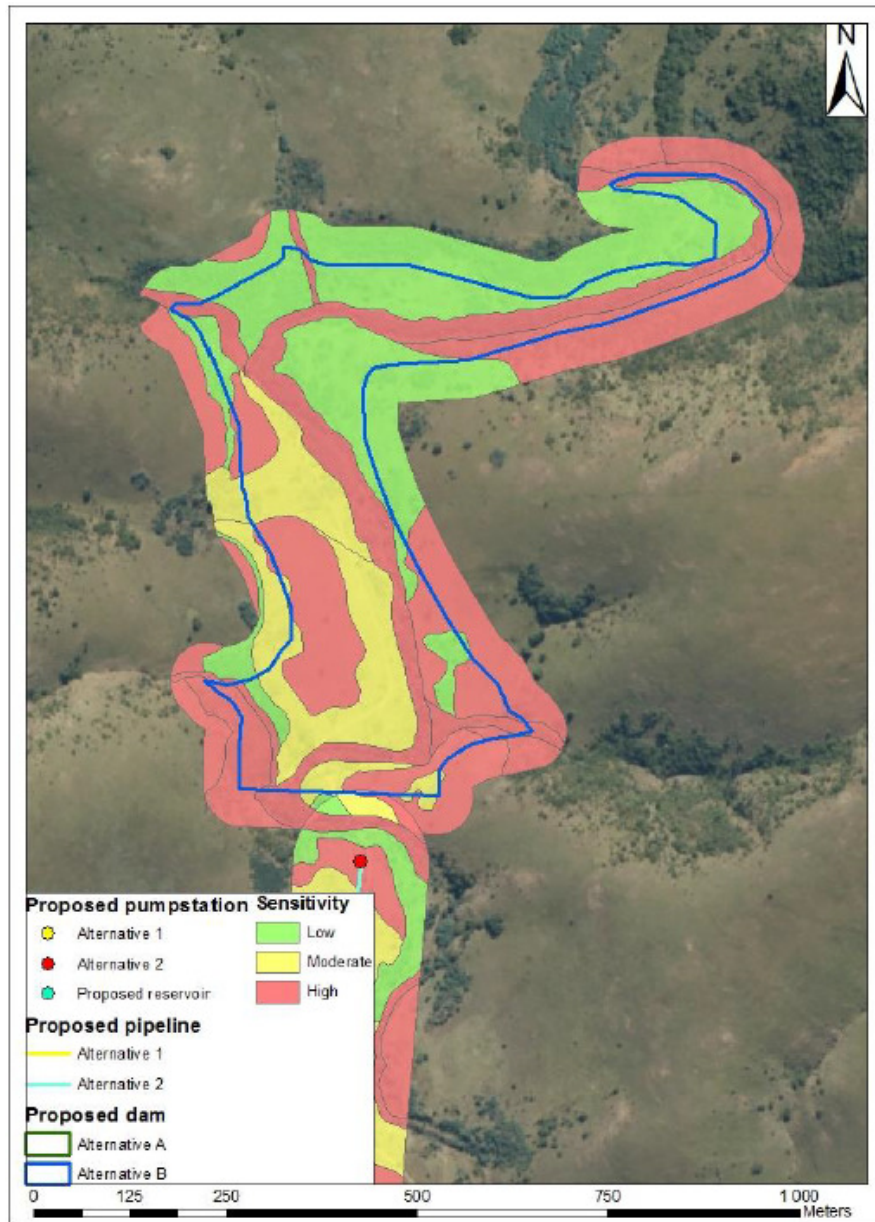 N
Proposed pumpstation
Alternative 1
Alternative 2
Proposed reservoir
Proposed pipeline
Alternative 1
Alternative 2
Proposed dam
Alternative A
Alternative B
Sensitivity
Low
Moderate
High
0 125 250 500 750 1 000
Meters